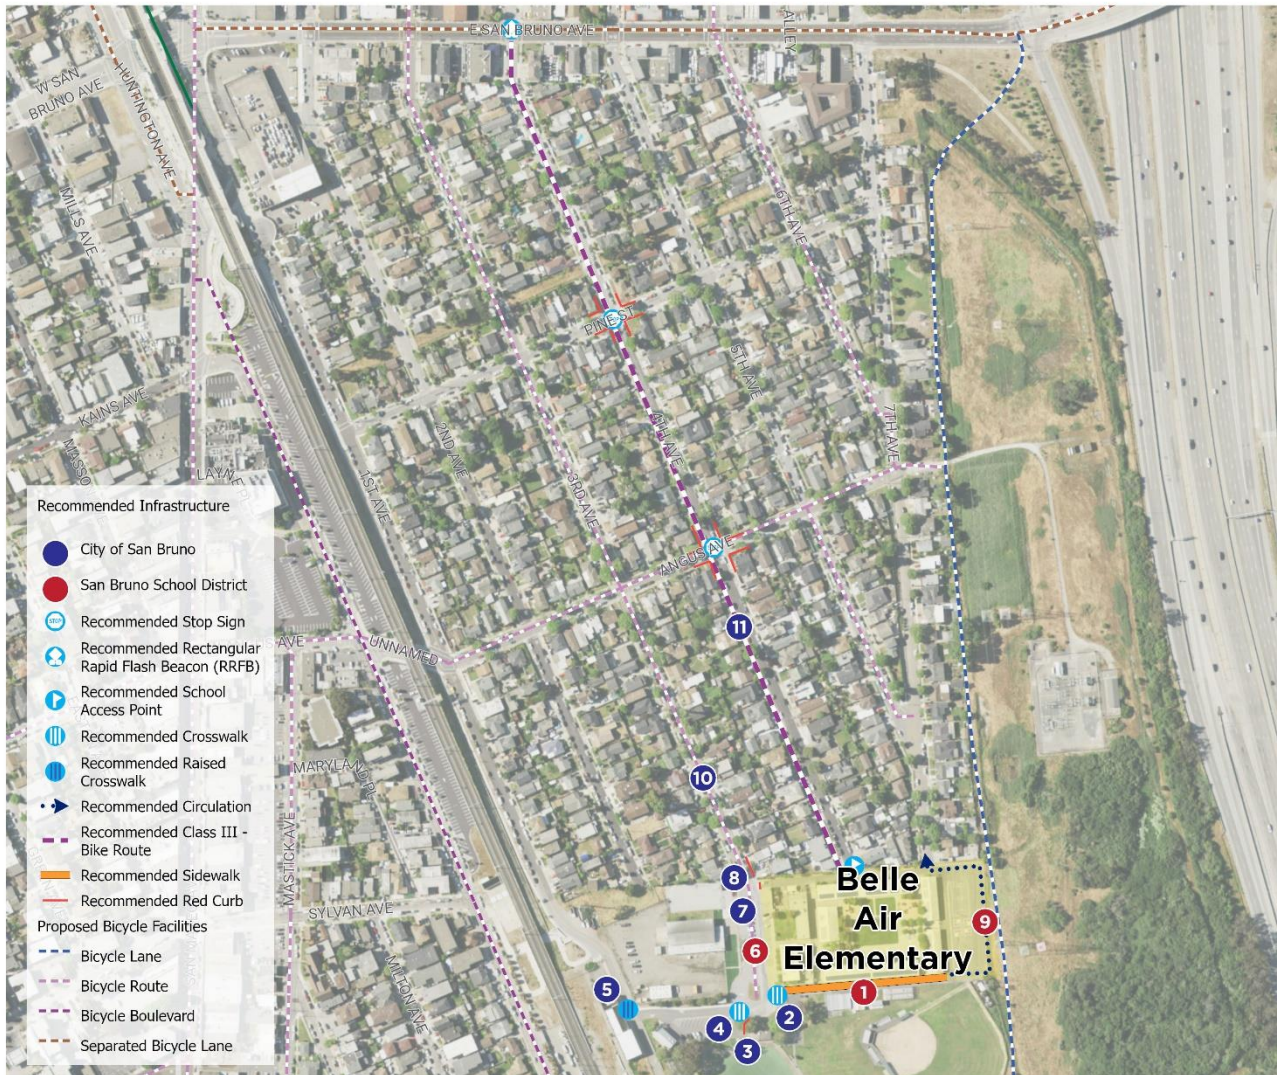 E SAN BRUNO AVE
ALLEY
W SAN
BRUNO AVE
HUNTINGTON AVE
MILLS AVE
6TH AVE
PINE ST
5TH AVE
KAINS AVE
4TH AVE
7TH AVE
2ND AVE
3RD AVE
1ST AVE
ANGUS AVE
UNNAMED
11
10
MARYLAND PL
MASTICK AVE
SYLVAN AVE
MILTON AVE
8
7
6
5
4
3
2
1
9
Belle
Air
Elementary
Recommended Infrastructure
City of San Bruno
San Bruno School District
STOP
Recommended Stop Sign
Recommended Rectangular
Rapid Flash Beacon (RRFB)
Recommended School
Access Point
Recommended Crosswalk
Recommended Raised
Crosswalk
Recommended Circulation
Recommended Class III -
Bike Route
Recommended Sidewalk
Recommended Red Curb
Proposed Bicycle Facilities
Bicycle Lane
Bicycle Route
Bicycle Boulevard
Separated Bicycle Lane